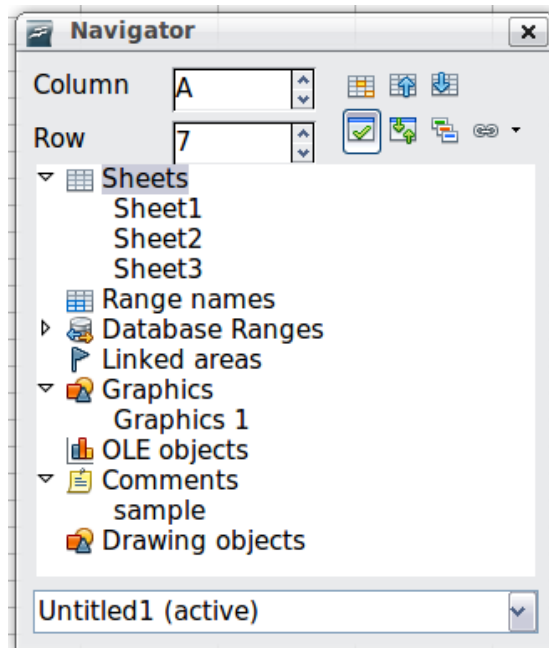 Navigator
Column A
Row 7
Sheets
Sheet1
Sheet2
Sheet3
Range names
Database Ranges
Linked areas
Graphics
Graphics 1
OLE objects
Comments
sample
Drawing objects
Untitled1 (active)